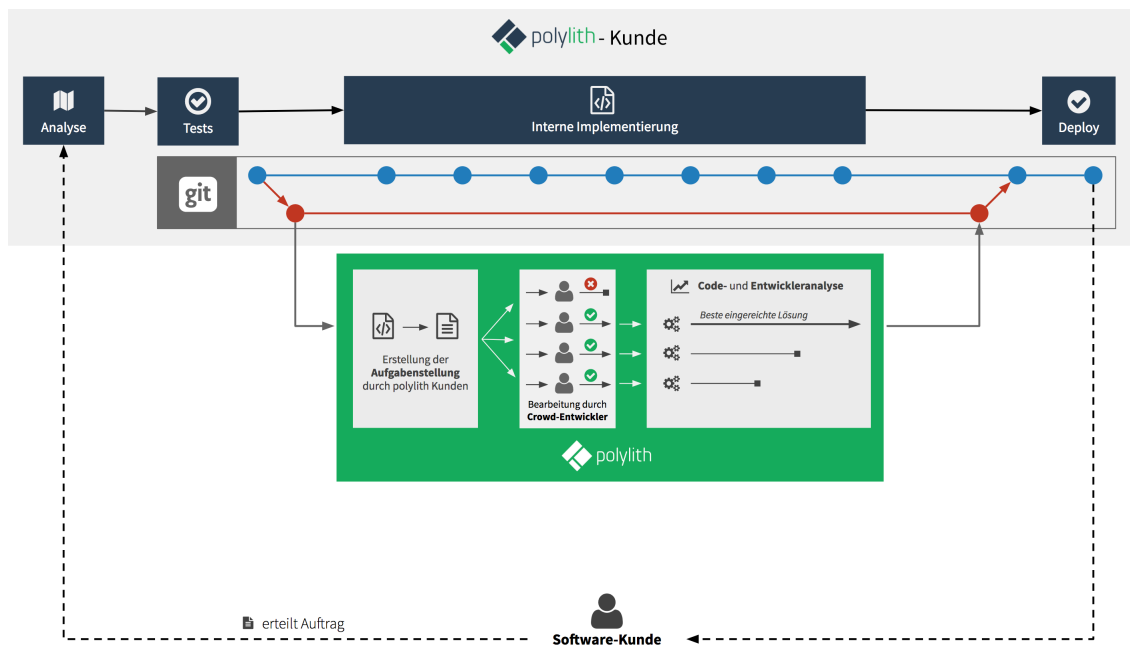 polylith - Kunde
Analyse
Tests
Interne Implementierung
Deploy
git
Code- und Entwickleranalyse
Beste eingereichte Lösung
Erstellung der
Aufgabenstellung
durch polylith Kunden
Bearbeitung durch
Crowd-Entwickler
polylith
erteilt Auftrag
Software-Kunde